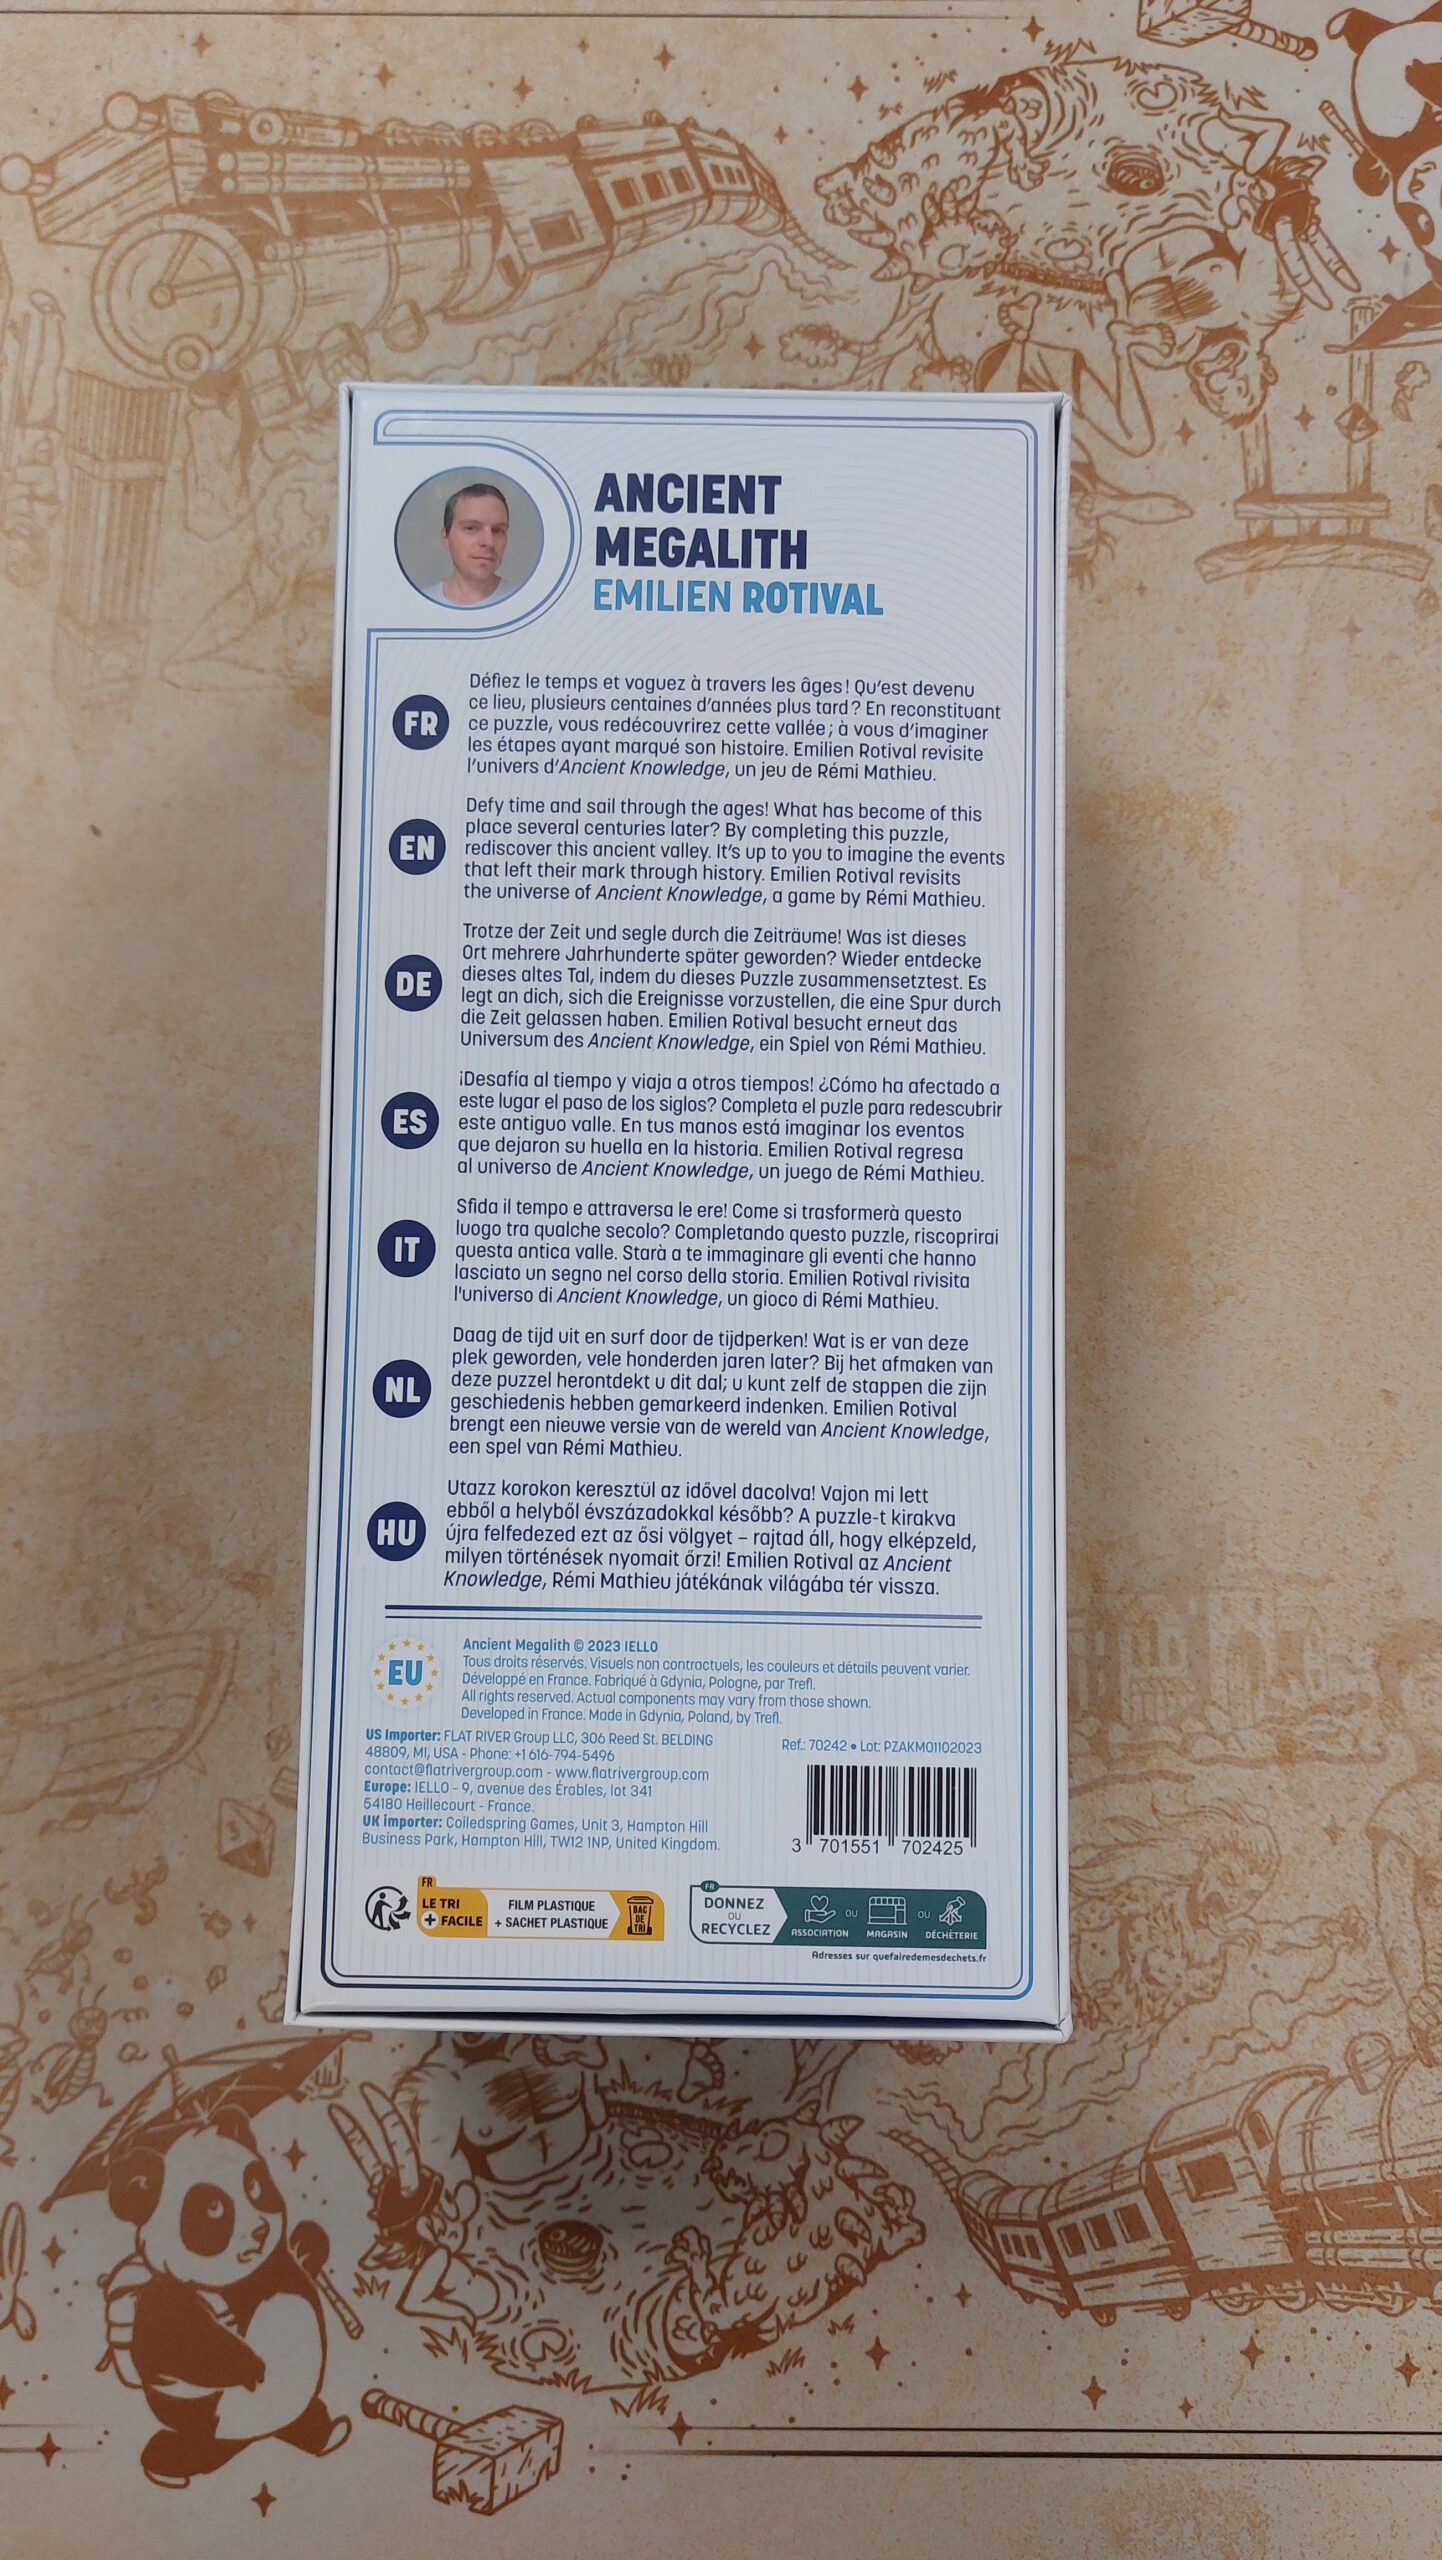 ANCIENT
MEGALITH
EMILIEN ROTIVAL
FR
Défiez le temps et voguez à travers les âges! Qu'est devenu
ce lieu, plusieurs centaines d'années plus tard? En reconstituant
ce puzzle, vous redécouvrirez cette vallée; à vous d'imaginer
les étapes ayant marqué son histoire. Emilien Rotival revisite
l'univers d'Ancient Knowledge, un jeu de Rémi Mathieu.
EN
Defy time and sail through the ages! What has become of this
place several centuries later? By completing this puzzle,
rediscover this ancient valley. It's up to you to imagine the events
that left their mark through history. Emilien Rotival revisits
the universe of Ancient Knowledge, a game by Rémi Mathieu.
DE
Trotze der Zeit und segle durch die Zeiträume! Was ist dieses
Ort mehrere Jahrhunderte später geworden? Wieder entdecke
dieses altes Tal, indem du dieses Puzzle zusammensetztest. Es
legt an dich, sich die Ereignisse vorzustellen, die eine Spur durch
die Zeit gelassen haben. Emilien Rotival besucht erneut das
Universum des Ancient Knowledge, ein Spiel von Rémi Mathieu.
ES
¡Desafía al tiempo y viaja a otros tiempos! ¿Cómo ha afectado a
este lugar el paso de los siglos? Completa el puzle para redescubrir
este antiguo valle. En tus manos está imaginar los eventos
que dejaron su huella en la historia. Emilien Rotival regresa
al universo de Ancient Knowledge, un juego de Rémi Mathieu.
IT
Sfida il tempo e attraversa le ere! Come si trasformerà questo
luogo tra qualche secolo? Completando questo puzzle, riscoprirai
questa antica valle. Starà a te immaginare gli eventi che hanno
lasciato un segno nel corso della storia. Emilien Rotival rivisita
l'universo di Ancient Knowledge, un gioco di Rémi Mathieu.
NL
Daag de tijd uit en surf door de tijdperken! Wat is er van deze
plek geworden, vele honderden jaren later? Bij het afmaken van
deze puzzel herontdekt u dit dal; u kunt zelf de stappen die zijn
geschiedenis hebben gemarkeerd indenken. Emilien Rotival
brengt een nieuwe versie van de wereld van Ancient Knowledge,
een spel van Rémi Mathieu.
HU
Utazz korokon keresztül az idővel dacolva! Vajon mi lett
ebből a helyből évszázadokkal később? A puzzle-t kirakva
újra felfedezed ezt az ősi völgyet – rajtad áll, hogy elképzeld,
milyen történések nyomait őrzi! Emilien Rotival az Ancient
Knowledge, Rémi Mathieu játékának világába tér vissza.
EU
Ancient Megalith © 2023 IELLO
Tous droits réservés. Visuels non contractuels, les couleurs et détails peuvent varier.
Développé en France. Fabriqué à Gdynia, Pologne, par Trefl.
All rights reserved. Actual components may vary from those shown.
Developed in France. Made in Gdynia, Poland, by Trefl.
US Importer: FLAT RIVER Group LLC, 306 Reed St. BELDING
48809, MI, USA - Phone: +1 616-794-5496
contact@flatrivergroup.com - www.flatrivergroup.com
Europe: IELLO - 9, avenue des Érables, lot 341
54180 Heillecourt - France.
UK importer: Coiledspring Games, Unit 3, Hampton Hill
Business Park, Hampton Hill, TW12 1NP, United Kingdom.
Ref.: 70242 • Lot: PZAKM01102023
3 701551 702425
FR
LE TRI
+ FACILE
FILM PLASTIQUE
+ SACHET PLASTIQUE
BAC
DE
TRI
FR
DONNEZ
OU
RECYCLEZ
ASSOCIATION OU MAGASIN OU DÉCHÈTERIE
Adresses sur quefairedemesdechets.fr